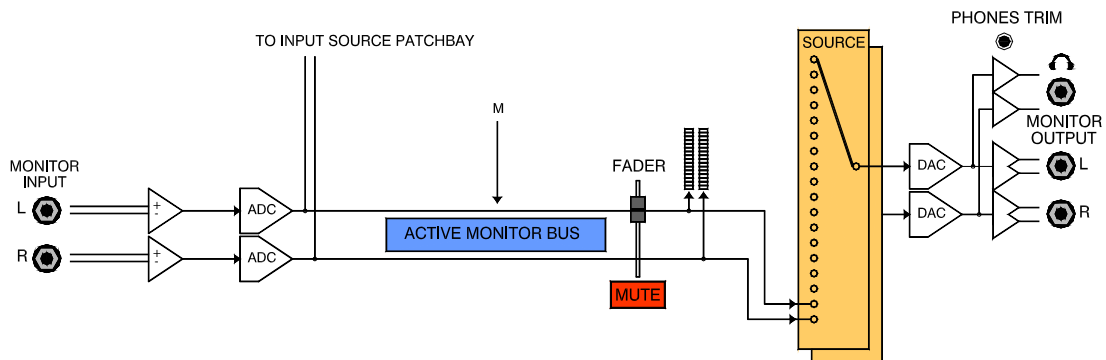 PHONES TRIM
TO INPUT SOURCE PATCHBAY
SOURCE
M
MONITOR
OUTPUT
MONITOR
INPUT
FADER
DAC
L
L
+
-
ADC
DAC
R
ACTIVE MONITOR BUS
R
+
-
ADC
MUTE